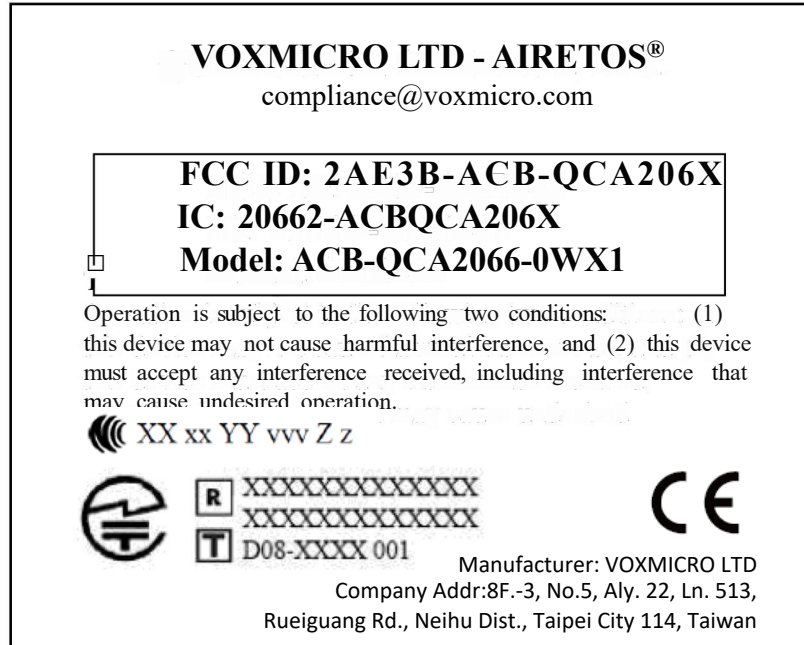 VOXMICRO LTD - AIRETOS®
compliance@voxmicro.com
FCC ID: 2AE3B-ACB-QCA206X
IC: 20662-ACBQCA206X
Model: ACB-QCA2066-0WX1
Operation is subject to the following two conditions: (1)
this device may not cause harmful interference, and (2) this device
must accept any interference received, including interference that
may cause undesired operation.
XX xx YY yyy Z z
R XXXXXXXXXXXXXX
XXXXXXXXXXXXXX
T D08-XXXX 001
CE
Manufacturer: VOXMICRO LTD
Company Addr:8F.-3, No.5, Aly. 22, Ln. 513,
Rueiguang Rd., Neihu Dist., Taipei City 114, Taiwan